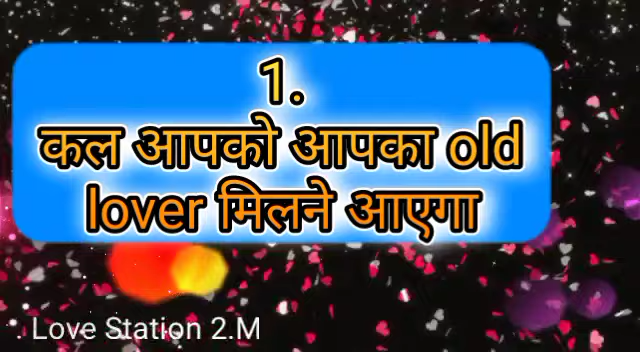 1.
कल आपको आपका old
lover मिलने आएगा
. Love Station 2.M